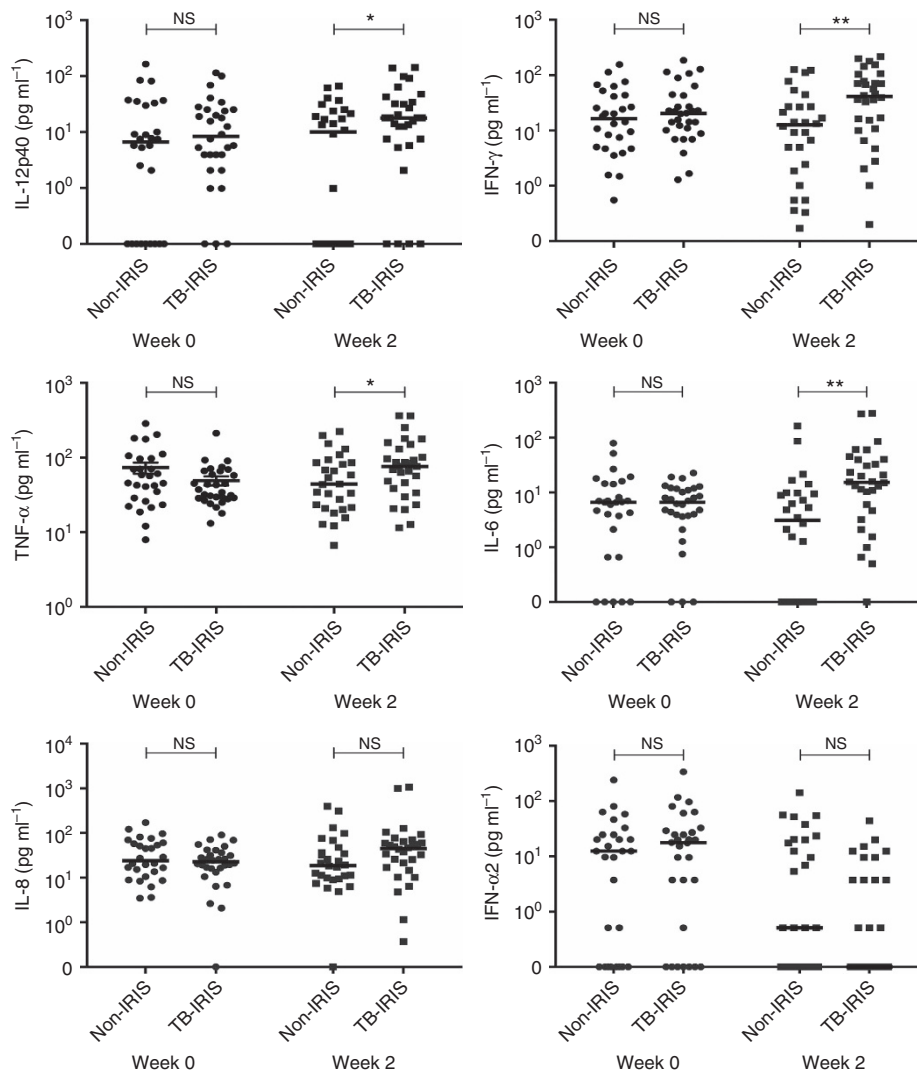 NS
*
10³
10²
10¹
10⁰
0
IL-12p40 (pg ml⁻¹)
Non-IRIS
TB-IRIS
Non-IRIS
TB-IRIS
Week 0
Week 2
NS
**
10³
10²
10¹
10⁰
0
IFN-γ (pg ml⁻¹)
Non-IRIS
TB-IRIS
Non-IRIS
TB-IRIS
Week 0
Week 2
NS
*
10³
10²
10¹
10⁰
TNF-α (pg ml⁻¹)
Non-IRIS
TB-IRIS
Non-IRIS
TB-IRIS
Week 0
Week 2
NS
**
10³
10²
10¹
10⁰
0
IL-6 (pg ml⁻¹)
Non-IRIS
TB-IRIS
Non-IRIS
TB-IRIS
Week 0
Week 2
NS
NS
10⁴
10³
10²
10¹
10⁰
0
IL-8 (pg ml⁻¹)
Non-IRIS
TB-IRIS
Non-IRIS
TB-IRIS
Week 0
Week 2
NS
NS
10³
10²
10¹
10⁰
0
IFN-α2 (pg ml⁻¹)
Non-IRIS
TB-IRIS
Non-IRIS
TB-IRIS
Week 0
Week 2